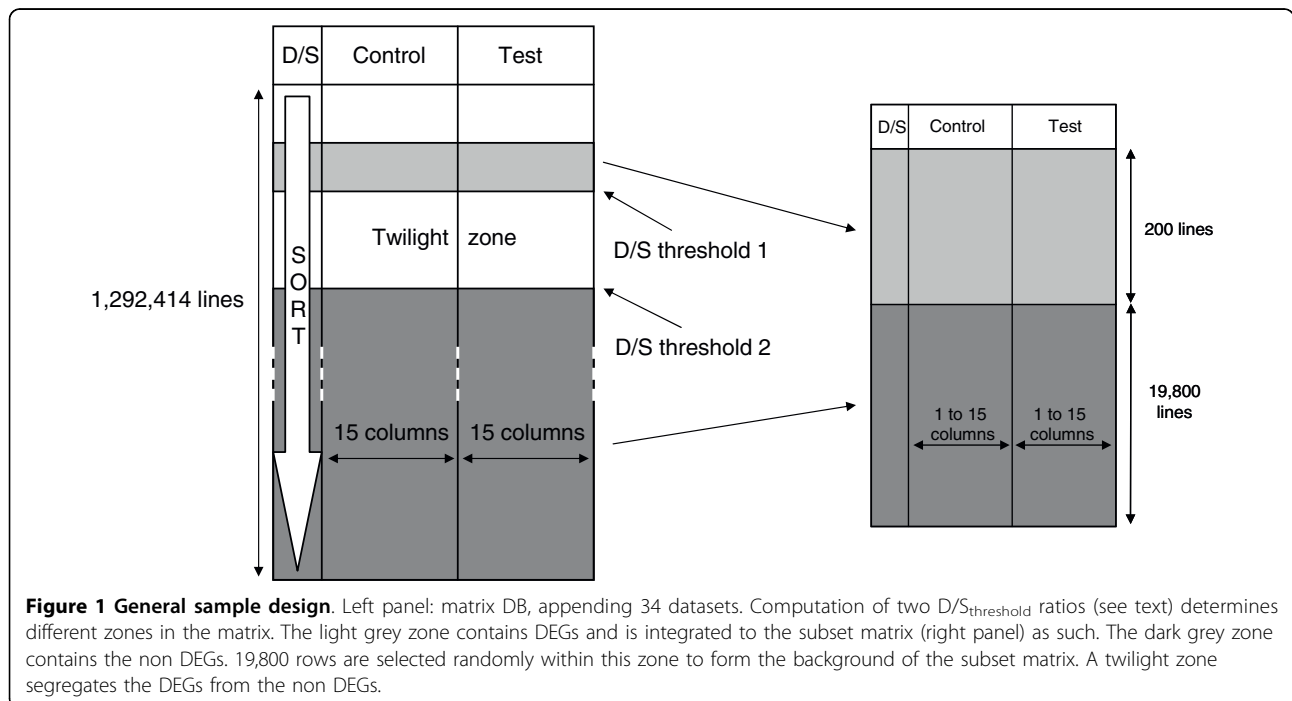 D/S Control Test
S
O
R
T
1,292,414 lines
Twilight zone
D/S threshold 1
D/S threshold 2
15 columns 15 columns
D/S Control Test
200 lines
19,800
lines
1 to 15
columns
1 to 15
columns
Figure 1 General sample design. Left panel: matrix DB, appending 34 datasets. Computation of two D/Sthreshold ratios (see text) determines
different zones in the matrix. The light grey zone contains DEGs and is integrated to the subset matrix (right panel) as such. The dark grey zone
contains the non DEGs. 19,800 rows are selected randomly within this zone to form the background of the subset matrix. A twilight zone
segregates the DEGs from the non DEGs.